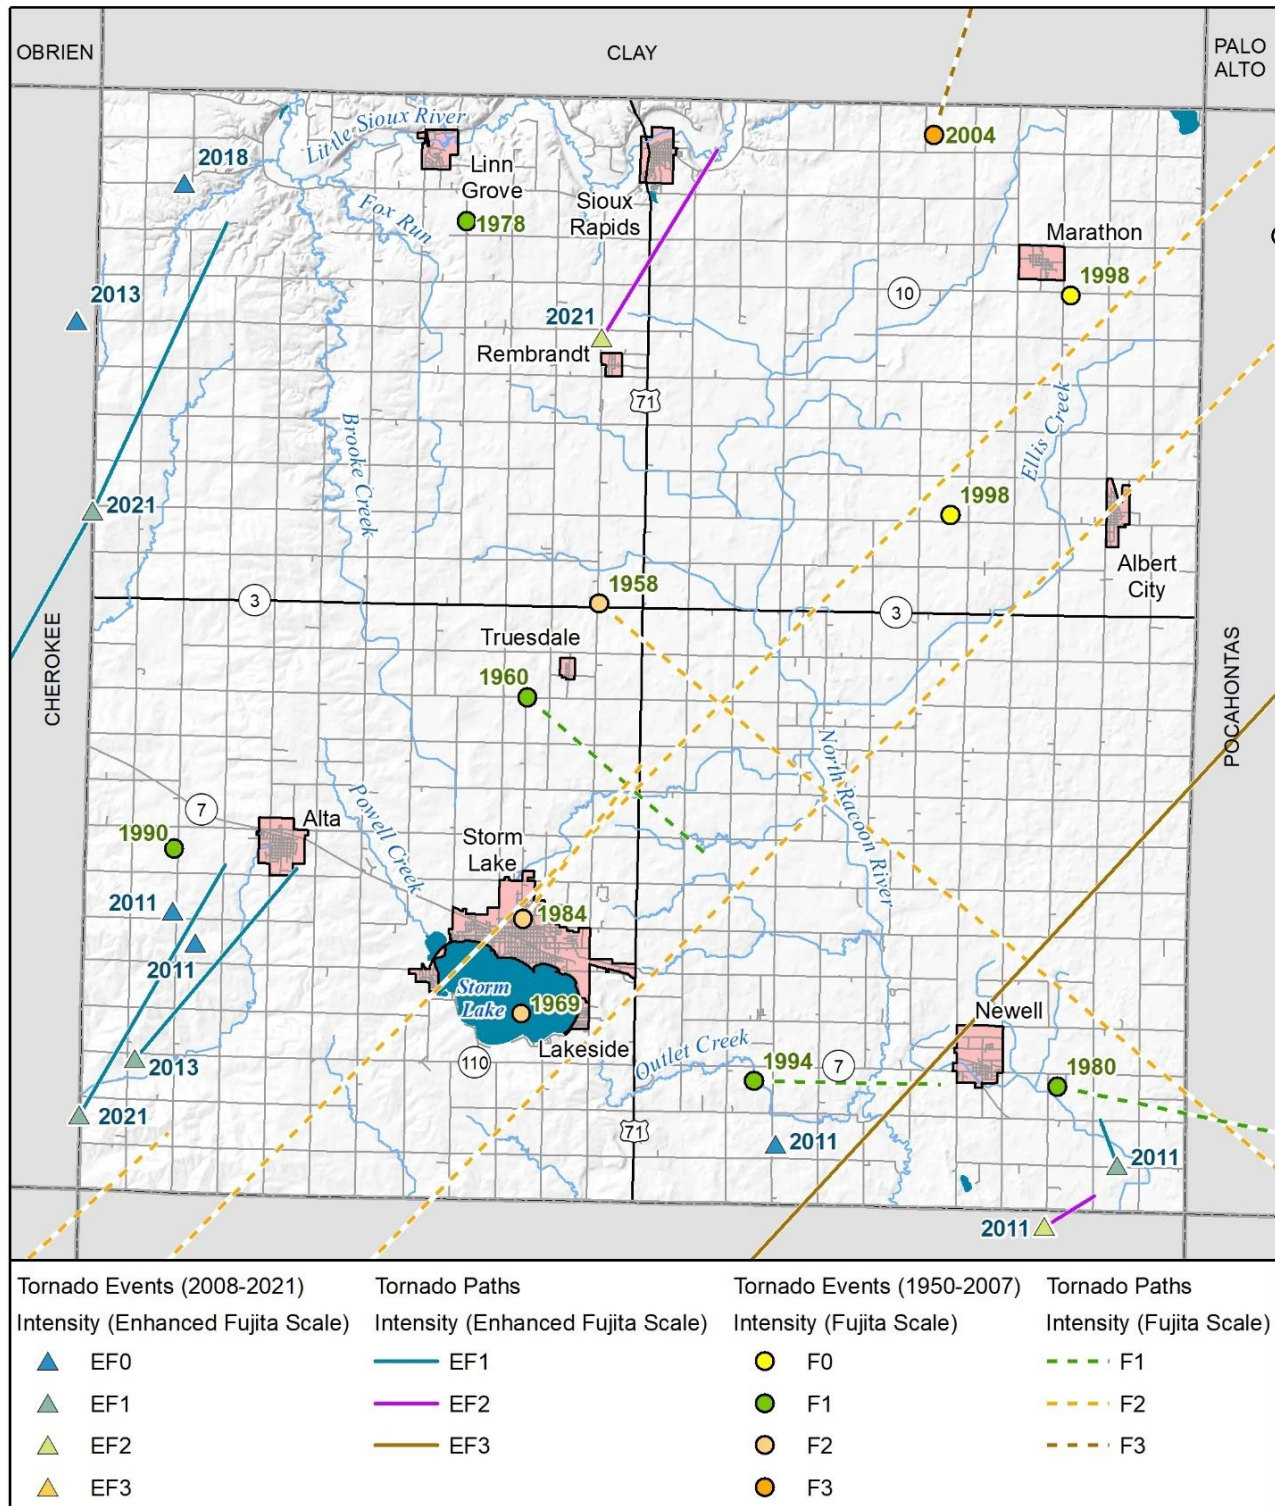 OBRIEN
CLAY
PALO
ALTO
2004
Little Sioux River
2018
Linn
Grove
Sioux
Rapids
Fox Run
1978
Marathon
1998
2013
10
2021
Rembrandt
71
Brooke Creek
Ellis Creek
2021
1998
Albert
City
1958
3
3
CHEROKEE
Truesdale
1960
POCAHONTAS
North Racoon River
7
Alta
1990
Powell Creek
Storm
Lake
2011
1984
2011
Storm
Lake
1969
Newell
Lakeside
Outlet Creek
1994
7
1980
2013
110
2021
71
2011
2011
2011
Tornado Events (2008-2021)
Intensity (Enhanced Fujita Scale)
EF0
EF1
EF2
EF3
Tornado Paths
Intensity (Enhanced Fujita Scale)
EF1
EF2
EF3
Tornado Events (1950-2007)
Intensity (Fujita Scale)
F0
F1
F2
F3
Tornado Paths
Intensity (Fujita Scale)
F1
F2
F3